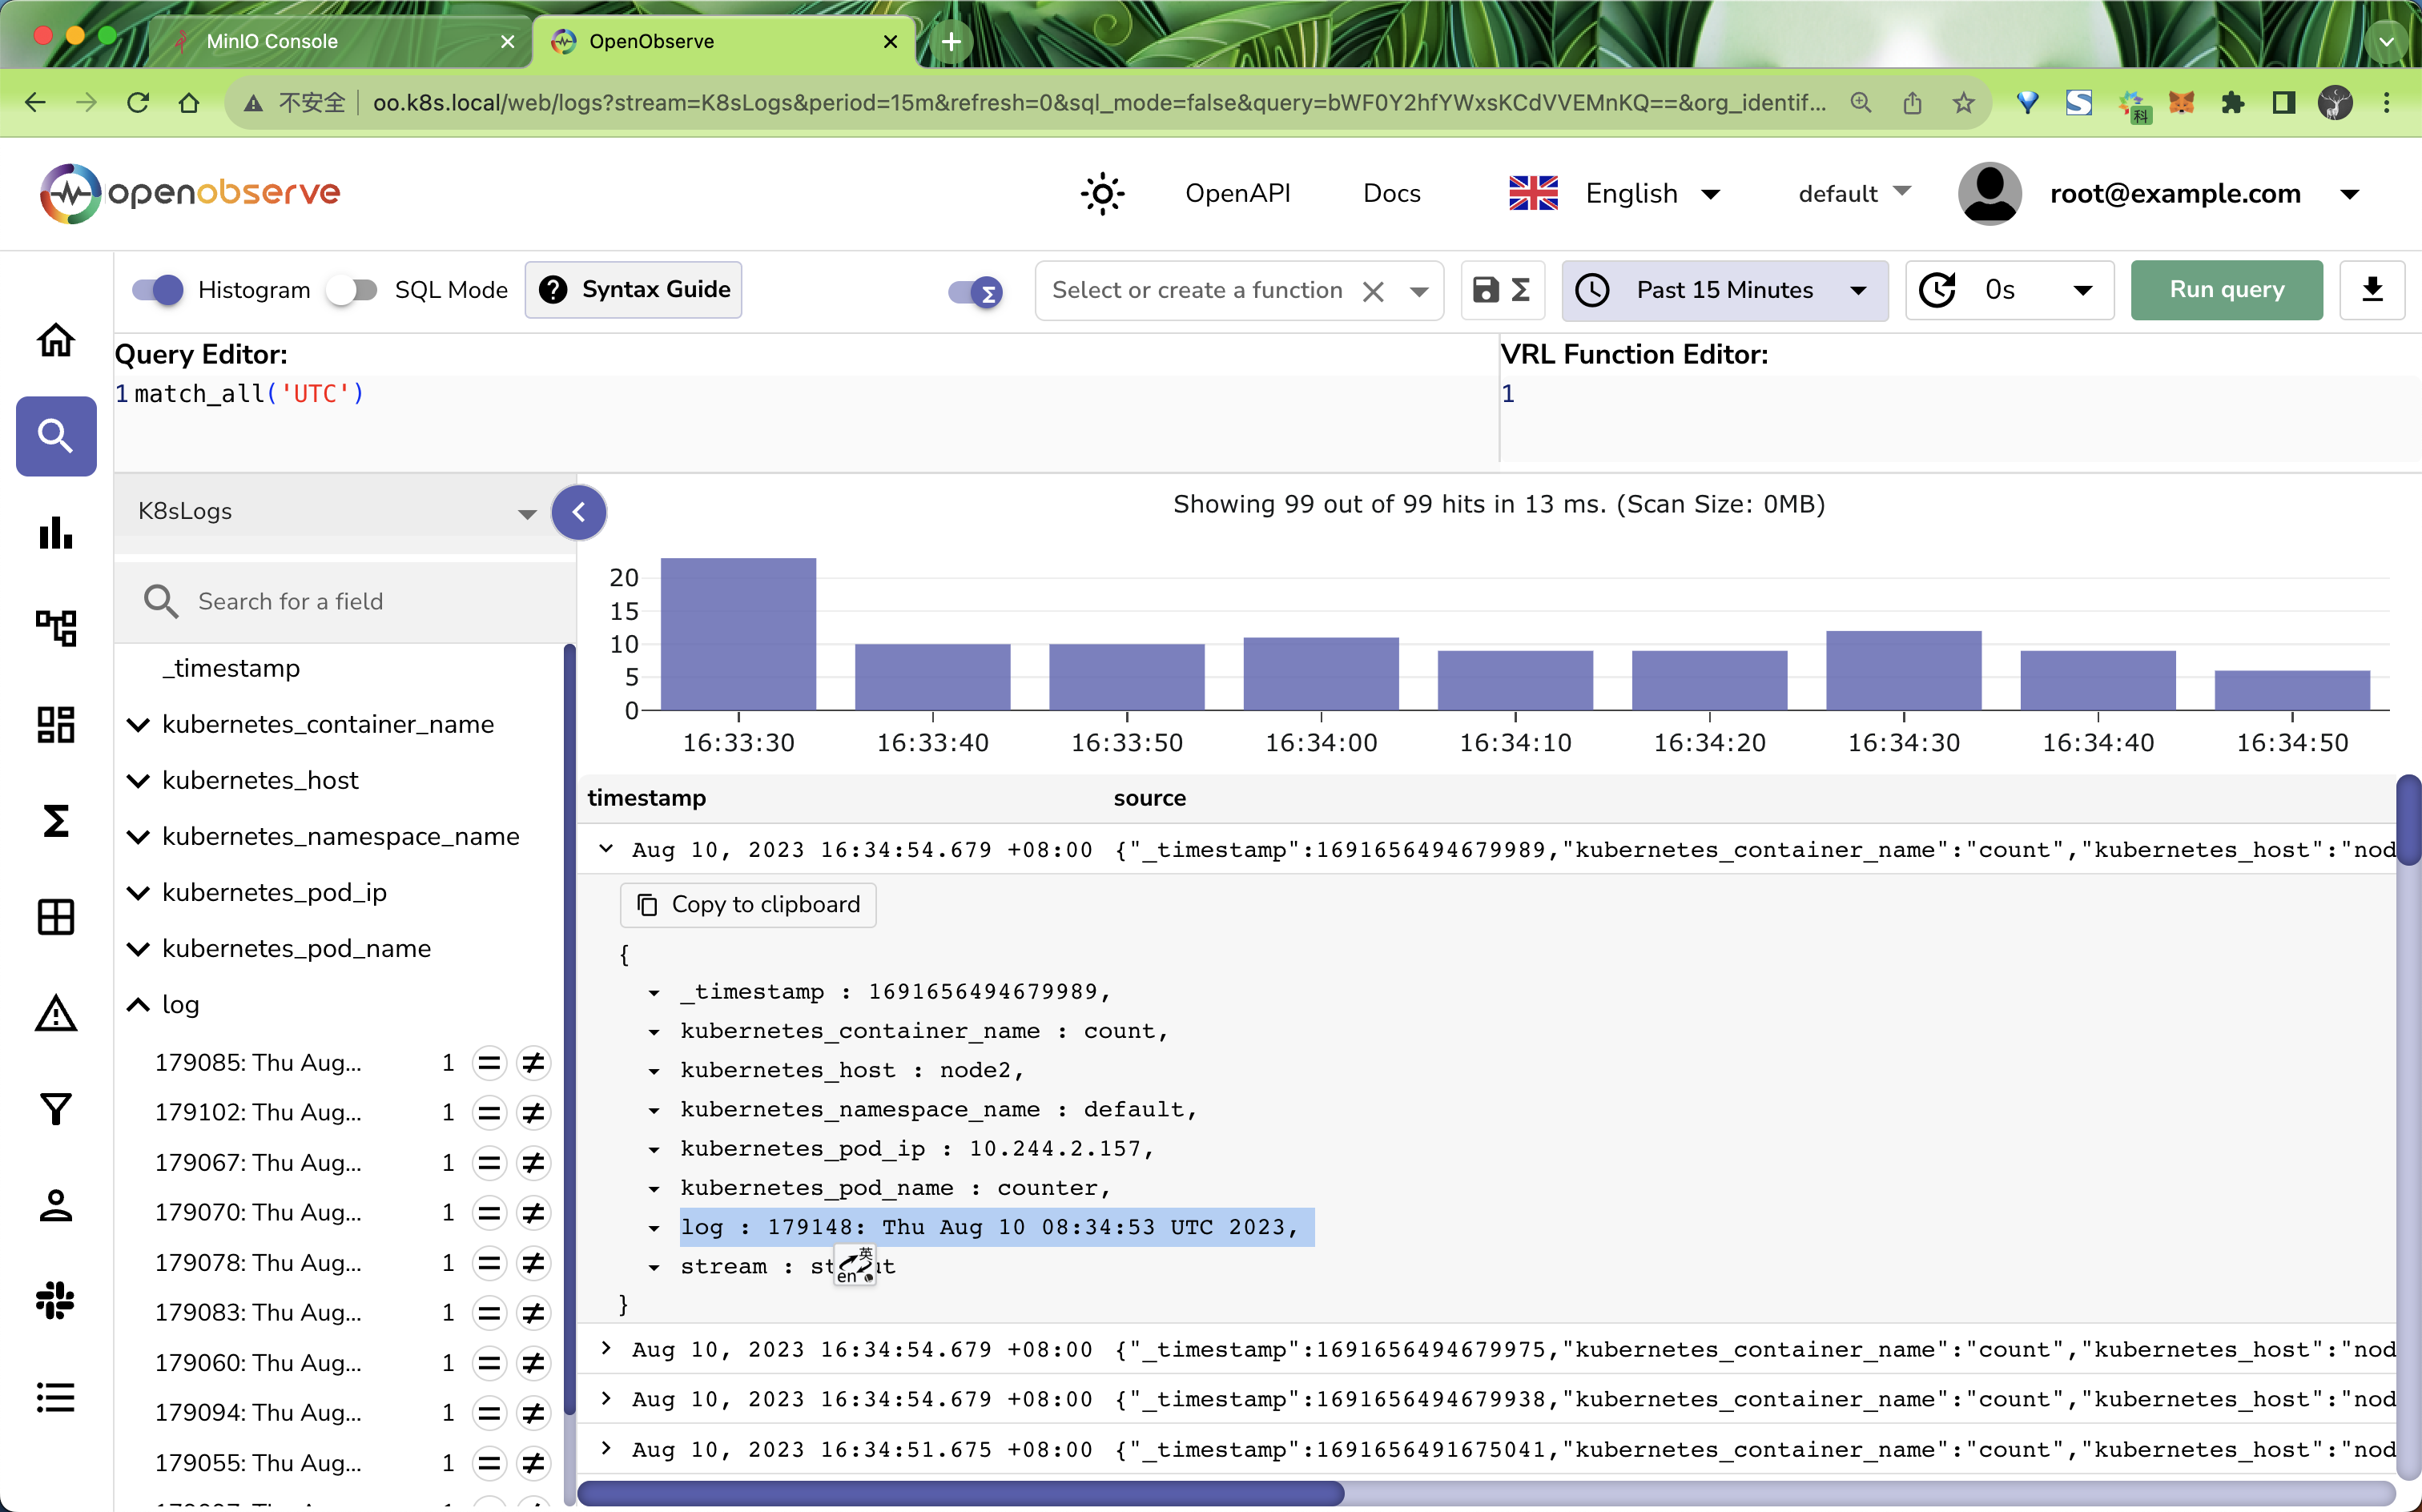 MinIO Console
OpenObserve
不安全 oo.k8s.local/web/logs?stream=K8sLogs&period=15m&refresh=0&sql_mode=false&query=bWF0Y2hfYWxsKCdVVEMnKQ==&org_identif...
科
openobserve
OpenAPI
Docs
English
default
root@example.com
Histogram
SQL Mode
Syntax Guide
Select or create a function
Past 15 Minutes
0s
Run query
Query Editor:
1 match_all('UTC')
VRL Function Editor:
1
K8sLogs
Search for a field
_timestamp
kubernetes_container_name
kubernetes_host
kubernetes_namespace_name
kubernetes_pod_ip
kubernetes_pod_name
log
179085: Thu Aug... 1
179102: Thu Aug... 1
179067: Thu Aug... 1
179070: Thu Aug... 1
179078: Thu Aug... 1
179083: Thu Aug... 1
179060: Thu Aug... 1
179094: Thu Aug... 1
179055: Thu Aug... 1
Showing 99 out of 99 hits in 13 ms. (Scan Size: 0MB)
20
15
10
5
0
16:33:30 16:33:40 16:33:50 16:34:00 16:34:10 16:34:20 16:34:30 16:34:40 16:34:50
timestamp source
Aug 10, 2023 16:34:54.679 +08:00 {"_timestamp":1691656494679989,"kubernetes_container_name":"count","kubernetes_host":"nod
Copy to clipboard
{
_timestamp : 1691656494679989,
kubernetes_container_name : count,
kubernetes_host : node2,
kubernetes_namespace_name : default,
kubernetes_pod_ip : 10.244.2.157,
kubernetes_pod_name : counter,
log : 179148: Thu Aug 10 08:34:53 UTC 2023,
stream :
英
en
}
Aug 10, 2023 16:34:54.679 +08:00 {"_timestamp":1691656494679975,"kubernetes_container_name":"count","kubernetes_host":"nod
Aug 10, 2023 16:34:54.679 +08:00 {"_timestamp":1691656494679938,"kubernetes_container_name":"count","kubernetes_host":"nod
Aug 10, 2023 16:34:51.675 +08:00 {"_timestamp":1691656491675041,"kubernetes_container_name":"count","kubernetes_host":"nod